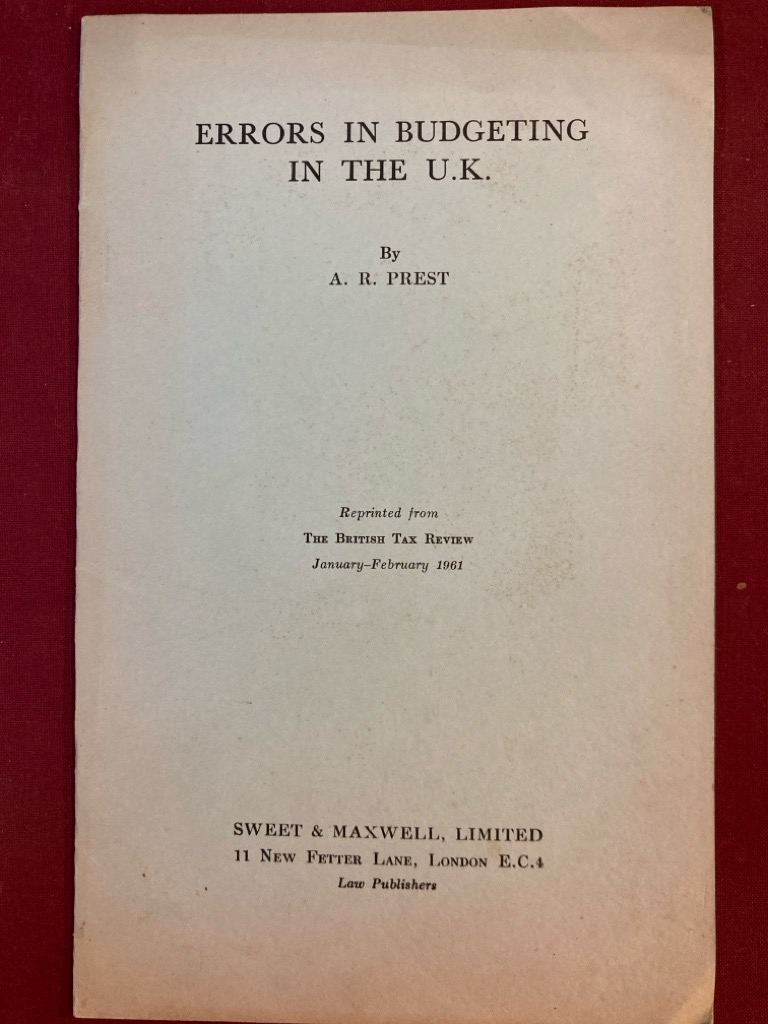 ERRORS IN BUDGETING
IN THE U.K.
By
A. R. PREST
Reprinted from
THE BRITISH TAX REVIEW
January–February 1961
SWEET & MAXWELL, LIMITED
11 NEW FETTER LANE, LONDON E.C.4
Law Publishers